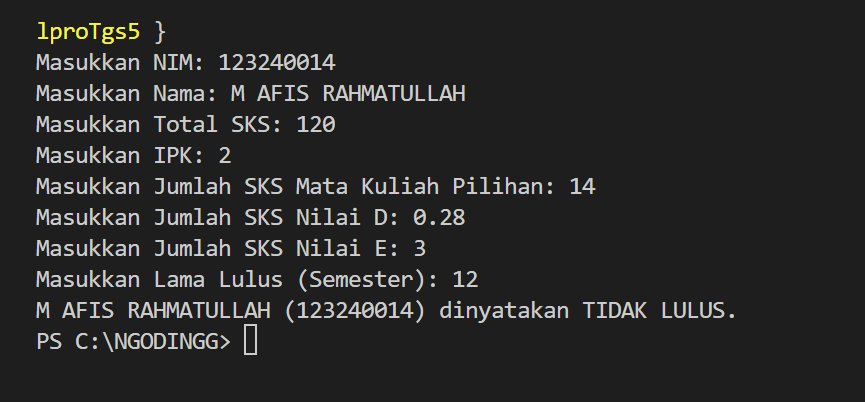 lproTgs5 }
Masukkan NIM: 123240014
Masukkan Nama: M AFIS RAHMATULLAH
Masukkan Total SKS: 120
Masukkan IPK: 2
Masukkan Jumlah SKS Mata Kuliah Pilihan: 14
Masukkan Jumlah SKS Nilai D: 0.28
Masukkan Jumlah SKS Nilai E: 3
Masukkan Lama Lulus (Semester): 12
M AFIS RAHMATULLAH (123240014) dinyatakan TIDAK LULUS.
PS C:\NGODINGG>